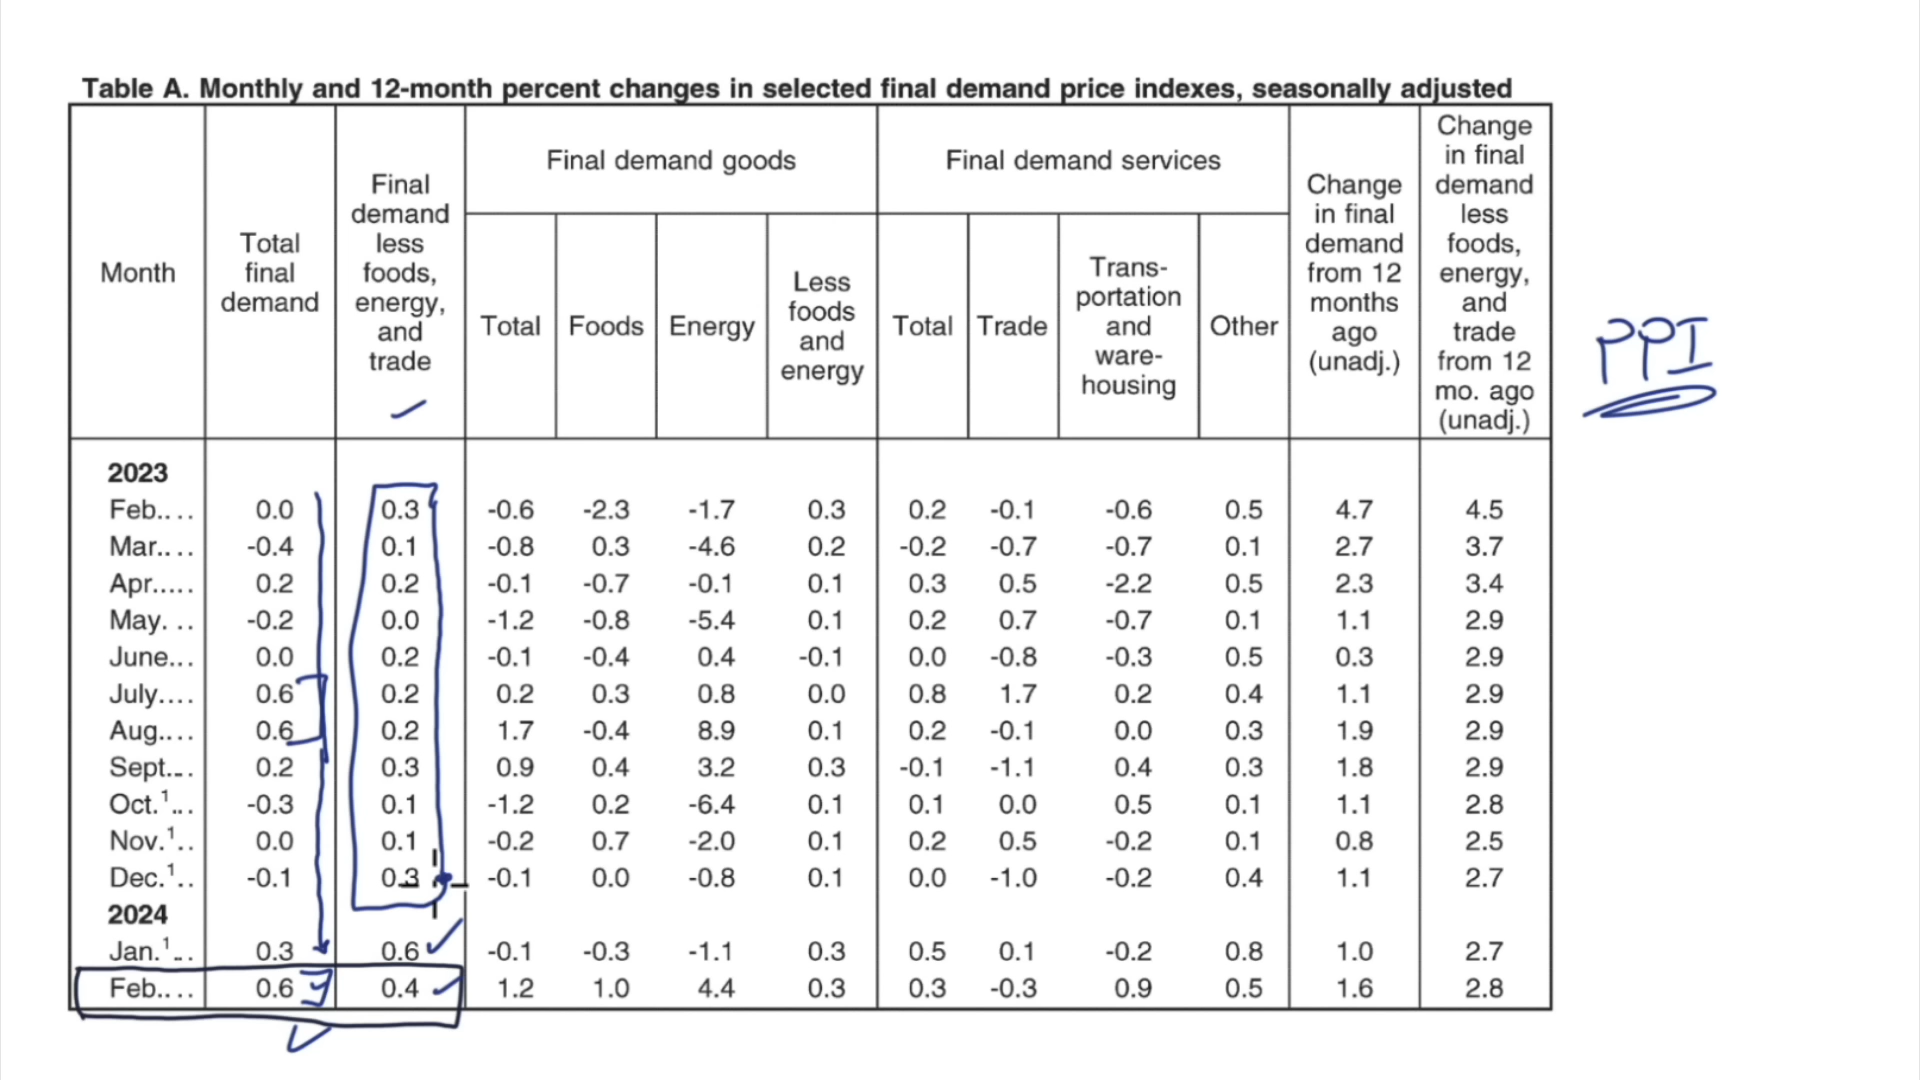 Table A. Monthly and 12-month percent changes in selected final demand price indexes, seasonally adjusted
Month
Total
final
demand
Final
demand
less
foods,
energy,
and
trade
Final demand goods
Total
Foods
Energy
Less
foods
and
energy
Final demand services
Total
Trade
Trans-
portation
and
ware-
housing
Other
Change
in final
demand
from 12
months
ago
(unadj.)
Change
in final
demand
less
foods,
energy,
and
trade
from 12
mo. ago
(unadj.)
PPI
2023
Feb.... 0.0 0.3 -0.6 -2.3 -1.7 0.3 0.2 -0.1 -0.6 0.5 4.7 4.5
Mar.... -0.4 0.1 -0.8 0.3 -4.6 0.2 -0.2 -0.7 -0.7 0.1 2.7 3.7
Apr..... 0.2 0.2 -0.1 -0.7 -0.1 0.1 0.3 0.5 -2.2 0.5 2.3 3.4
May. .. -0.2 0.0 -1.2 -0.8 -5.4 0.1 0.2 0.7 -0.7 0.1 1.1 2.9
June... 0.0 0.2 -0.1 -0.4 0.4 -0.1 0.0 -0.8 -0.3 0.5 0.3 2.9
July.... 0.6 0.2 0.2 0.3 0.8 0.0 0.8 1.7 0.2 0.4 1.1 2.9
Aug.... 0.6 0.2 1.7 -0.4 8.9 0.1 0.2 -0.1 0.0 0.3 1.9 2.9
Sept... 0.2 0.3 0.9 0.4 3.2 0.3 -0.1 -1.1 0.4 0.3 1.8 2.9
Oct.¹... -0.3 0.1 -1.2 0.2 -6.4 0.1 0.1 0.0 0.5 0.1 1.1 2.8
Nov.¹.. 0.0 0.1 -0.2 0.7 -2.0 0.1 0.2 0.5 -0.2 0.1 0.8 2.5
Dec.¹.. -0.1 0.3 -0.1 0.0 -0.8 0.1 0.0 -1.0 -0.2 0.4 1.1 2.7
2024
Jan.¹... 0.3 0.6 -0.1 -0.3 -1.1 0.3 0.5 0.1 -0.2 0.8 1.0 2.7
Feb.... 0.6 0.4 1.2 1.0 4.4 0.3 0.3 -0.3 0.9 0.5 1.6 2.8